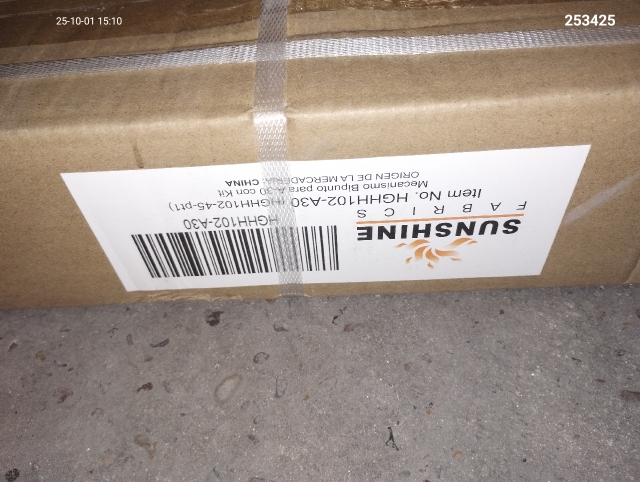 25-10-01 15:10
253425
SUNSHINE
FABRICS
Item No. HGHH102-A30 (HGHH102-45-pt1)
Mecanismo Bipunto para A-30 con Kit
ORIGEN DE LA MERCADERIA: CHINA
HGHH102-A30